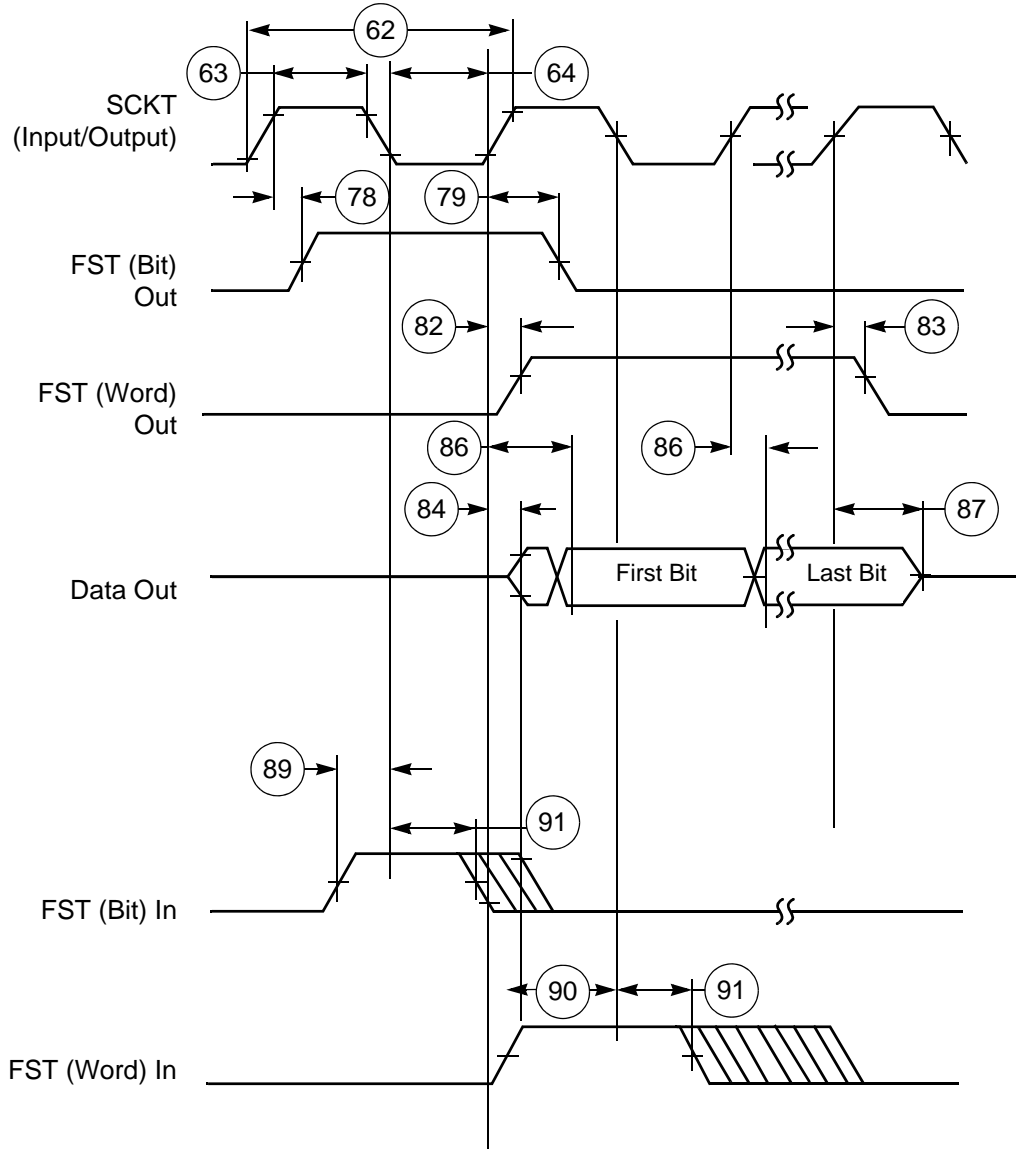 62
63
64
SCKT
(Input/Output)
78
79
FST (Bit)
Out
82
83
FST (Word)
Out
86
86
84
87
Data Out
First Bit
Last Bit
89
91
FST (Bit) In
90
91
FST (Word) In